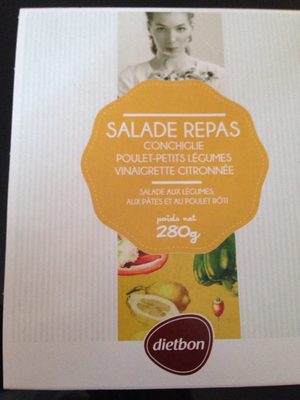 SALADE REPAS
CONCHIGLIE
POULET-PETITS LÉGUMES
VINAIGRETTE CITRONNÉE
SALADE AUX LÉGUMES,
AUX PÂTES ET AU POULET RÔTI
poids net
280g
dietbon